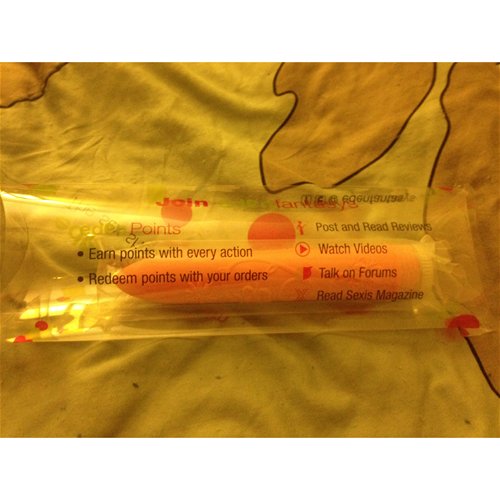 Join
fantasys
Points
• Earn points with every action
• Redeem points with your orders
Post and Read Reviews
Watch Videos
Talk on Forums
Read Sexis Magazine